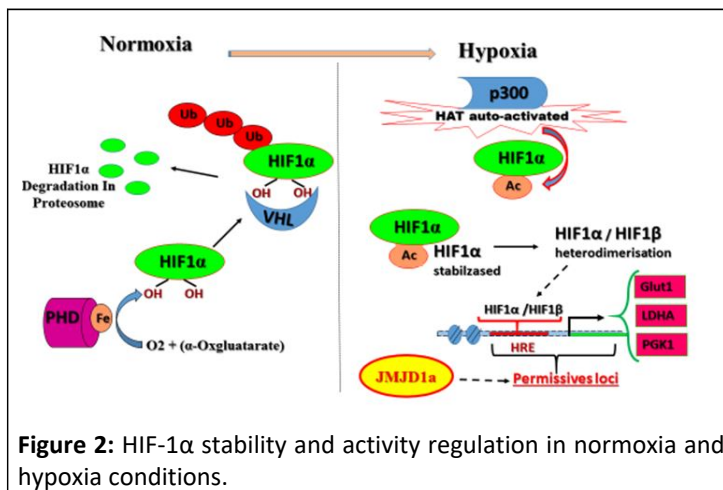 Normoxia
Hypoxia
p300
HAT auto-activated
HIF1α
Ac
Ub
Ub
Ub
HIF1α
OH
OH
VHL
HIF1α
Degradation In
Proteosome
HIF1α
OH
OH
PHD
Fe
O2 + (α-Oxgluatarate)
HIF1α
Ac
HIF1α
stabilzased
HIF1α / HIF1β
heterodimerisation
HIF1α /HIF1β
HRE
Glut1
LDHA
PGK1
JMJD1a
Permissives loci
Figure 2: HIF-1α stability and activity regulation in normoxia and
hypoxia conditions.